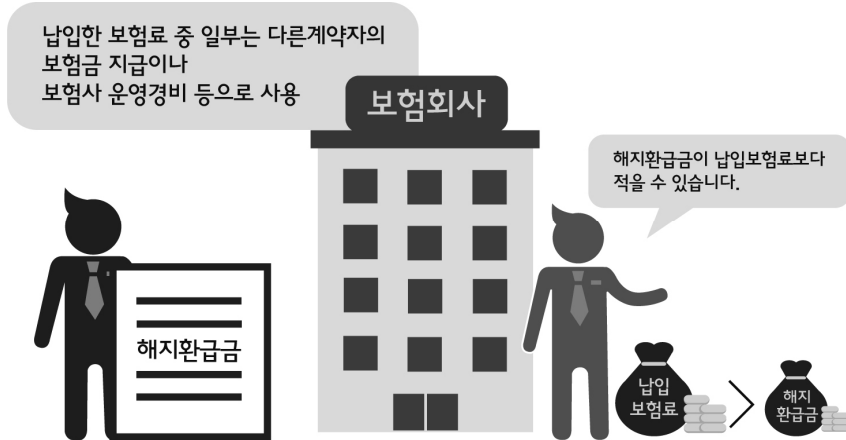 납입한 보험료 중 일부는 다른계약자의
보험금 지급이나
보험사 운영경비 등으로 사용
보험회사
해지환급금이 납입보험료보다
적을 수 있습니다.
해지환급금
납입
보험료
해지
환급금